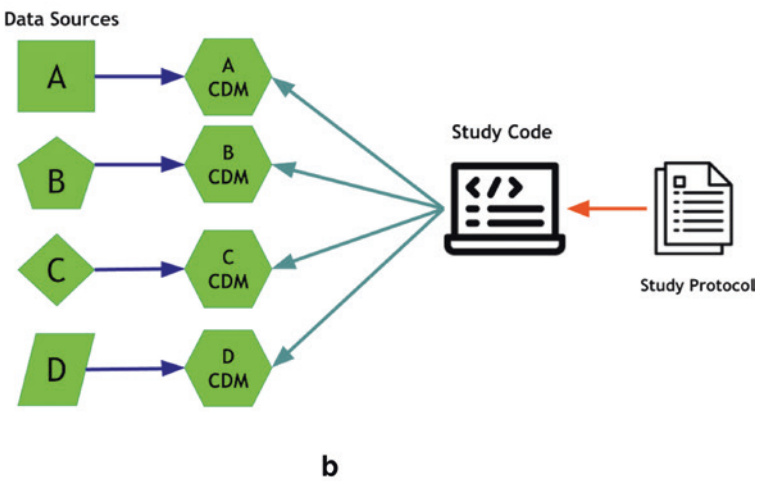 Data Sources
A
A
CDM
B
B
CDM
C
C
CDM
D
D
CDM
Study Code
</>
Study Protocol
b